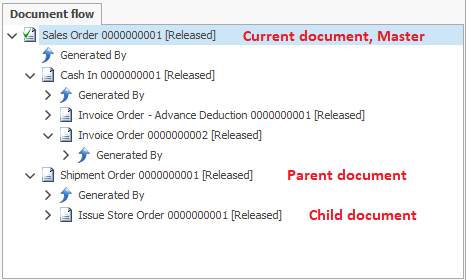 Document flow
Sales Order 0000000001 [Released] Current document, Master
Generated By
Cash In 0000000001 [Released]
Generated By
Invoice Order - Advance Deduction 0000000001 [Released]
Invoice Order 0000000002 [Released]
Generated By
Shipment Order 0000000001 [Released] Parent document
Generated By
Issue Store Order 0000000001 [Released] Child document